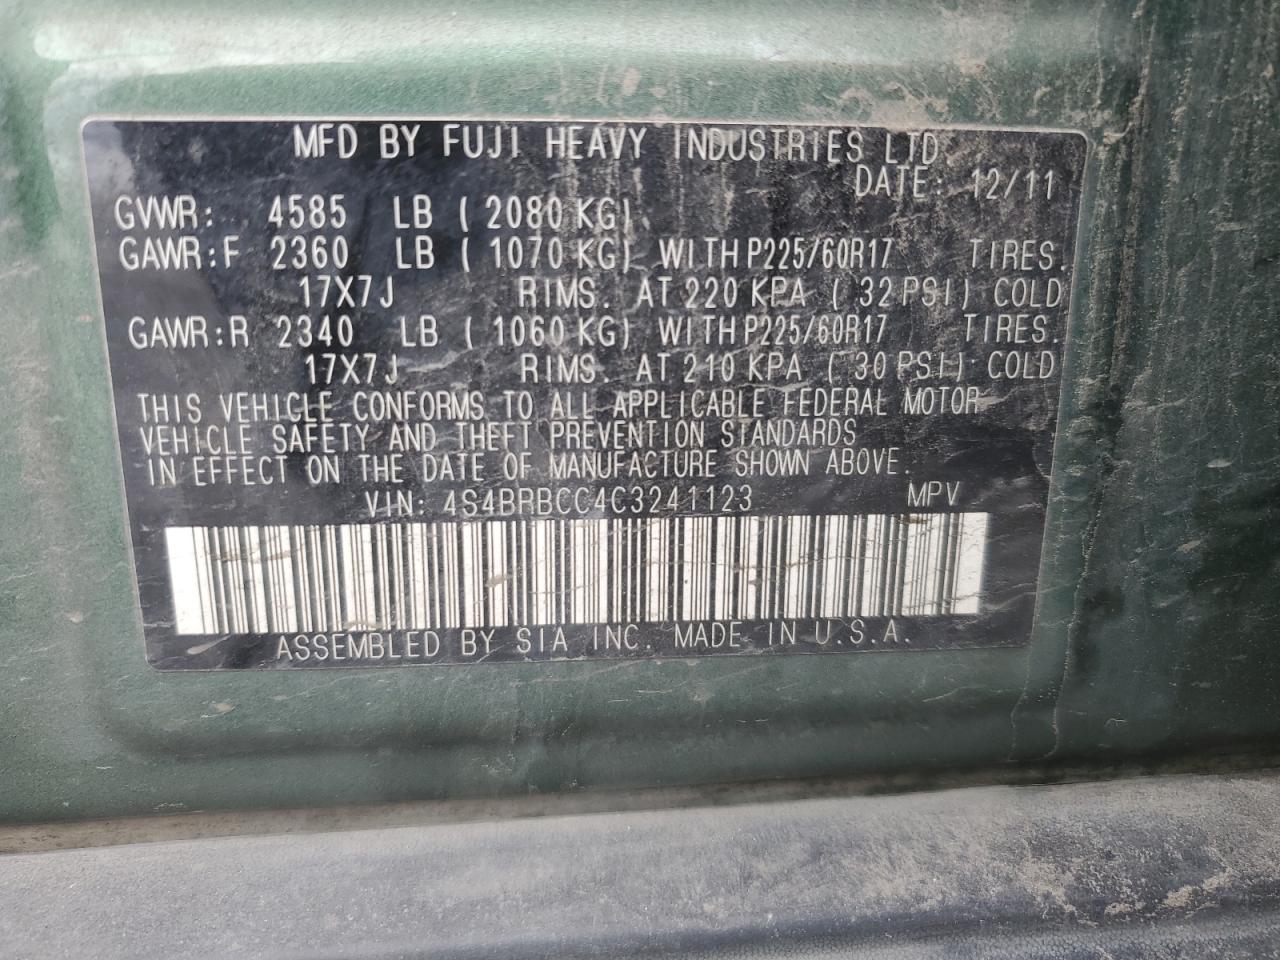 MFD BY FUJI HEAVY INDUSTRIES LTD.
DATE: 12/11
GVWR: 4585 LB (2080 KG)
GAWR:F 2360 LB (1070 KG) WITH P225/60R17 TIRES.
17X7J RIMS. AT 220 KPA (32 PSI) COLD
GAWR:R 2340 LB (1060 KG) WITH P225/60R17 TIRES.
17X7J RIMS. AT 210 KPA (30 PSI) COLD
THIS VEHICLE CONFORMS TO ALL APPLICABLE FEDERAL MOTOR
VEHICLE SAFETY AND THEFT PREVENTION STANDARDS
IN EFFECT ON THE DATE OF MANUFACTURE SHOWN ABOVE.
VIN: 4S4BRBCC4C3241123 MPV
ASSEMBLED BY SIA INC. MADE IN U.S.A.